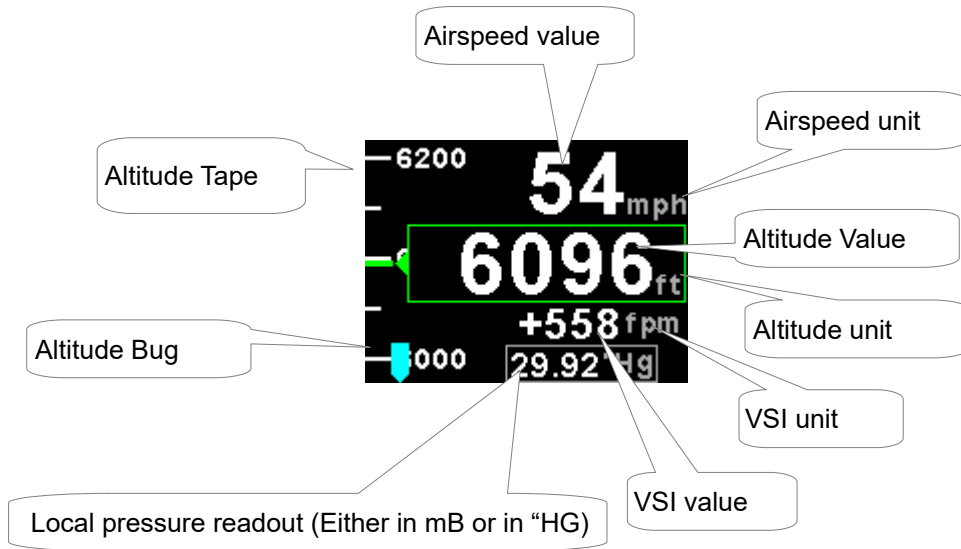 Airspeed value
Airspeed unit
6200
54 mph
Altitude Tape
Altitude Value
6096 ft
+558 fpm
Altitude unit
Altitude Bug
000
29.92 "Hg
VSI unit
VSI value
Local pressure readout (Either in mB or in “HG)